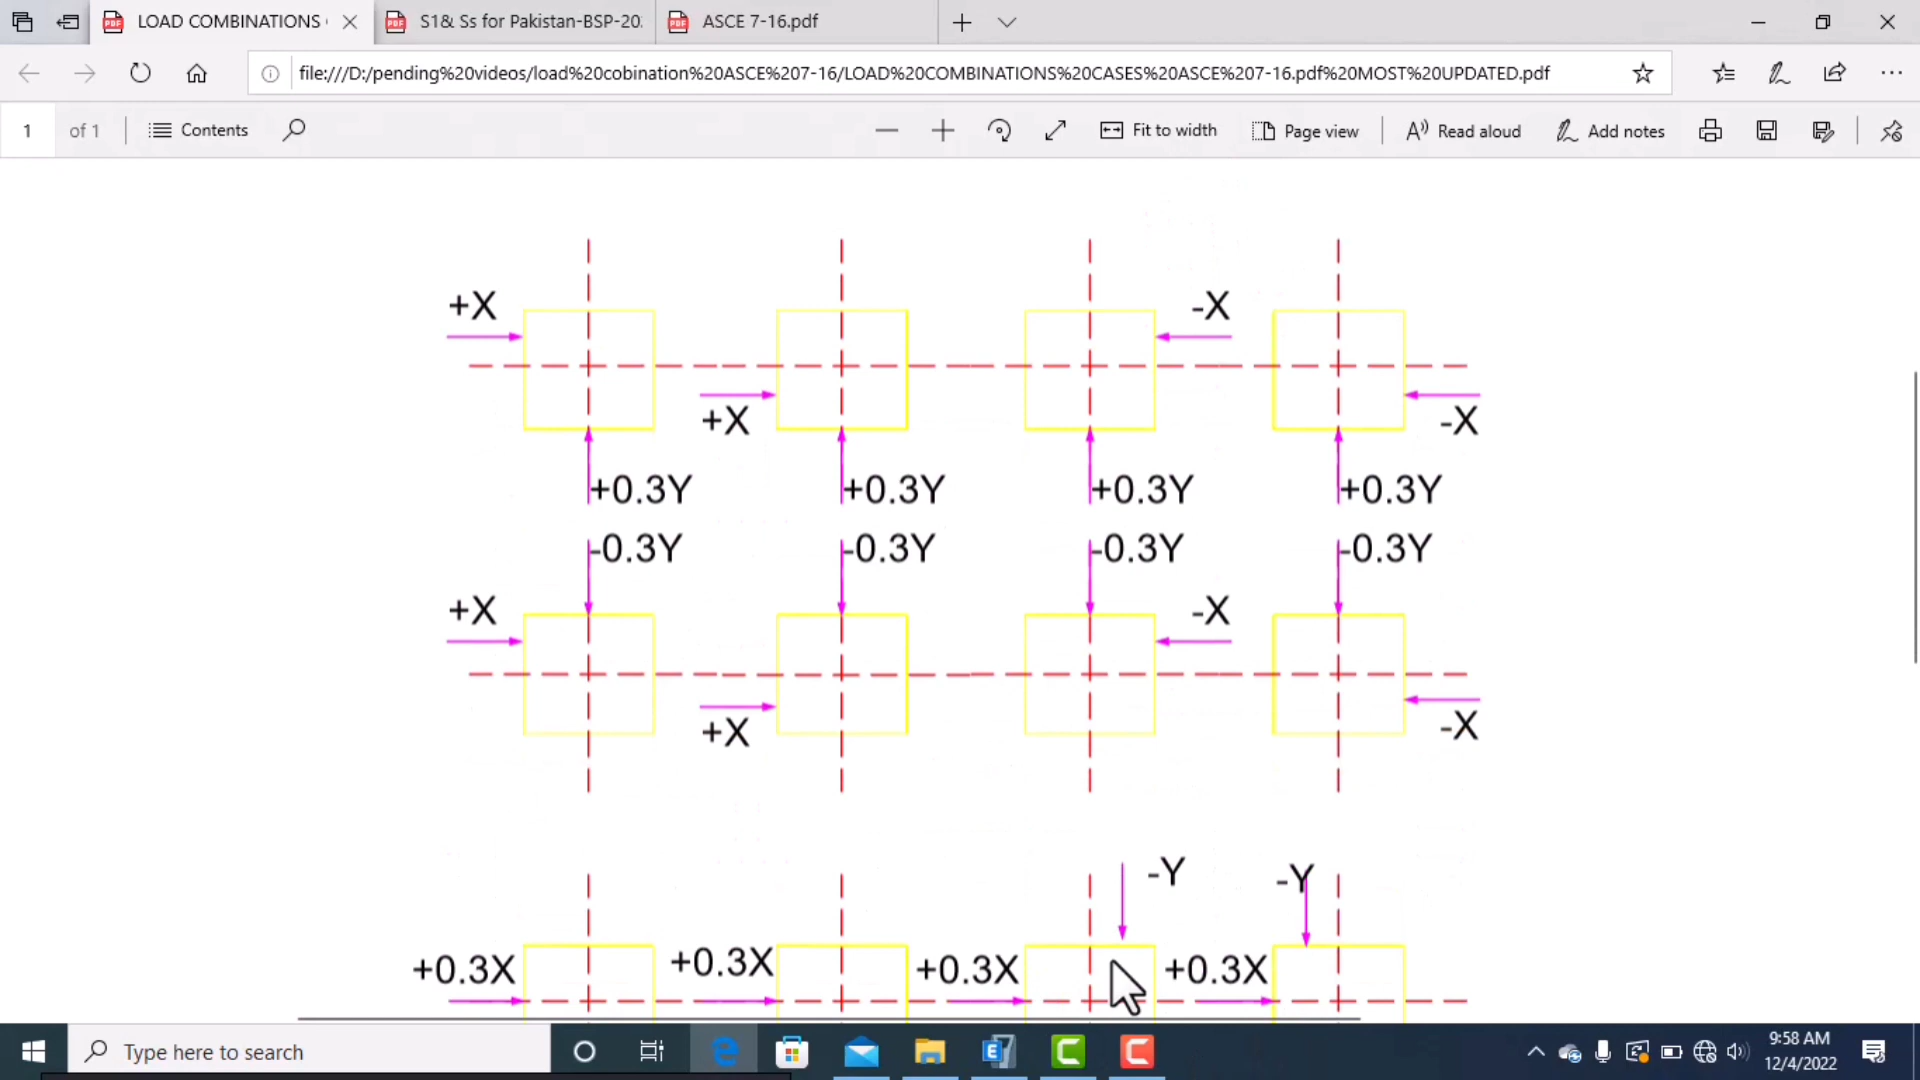 LOAD COMBINATIONS
S1& Ss for Pakistan-BSP-20
ASCE 7-16.pdf
file:///D:/pending%20videos/load%20cobination%20ASCE%207-16/LOAD%20COMBINATIONS%20CASES%20ASCE%207-16.pdf%20MOST%20UPDATED.pdf
1 of 1 Contents Fit to width Page view Read aloud Add notes
+X -X
+X -X
+0.3Y +0.3Y +0.3Y +0.3Y
-0.3Y -0.3Y -0.3Y -0.3Y
+X -X
+X -X
-Y -Y
+0.3X +0.3X +0.3X +0.3X
Type here to search
9:58 AM
12/4/2022